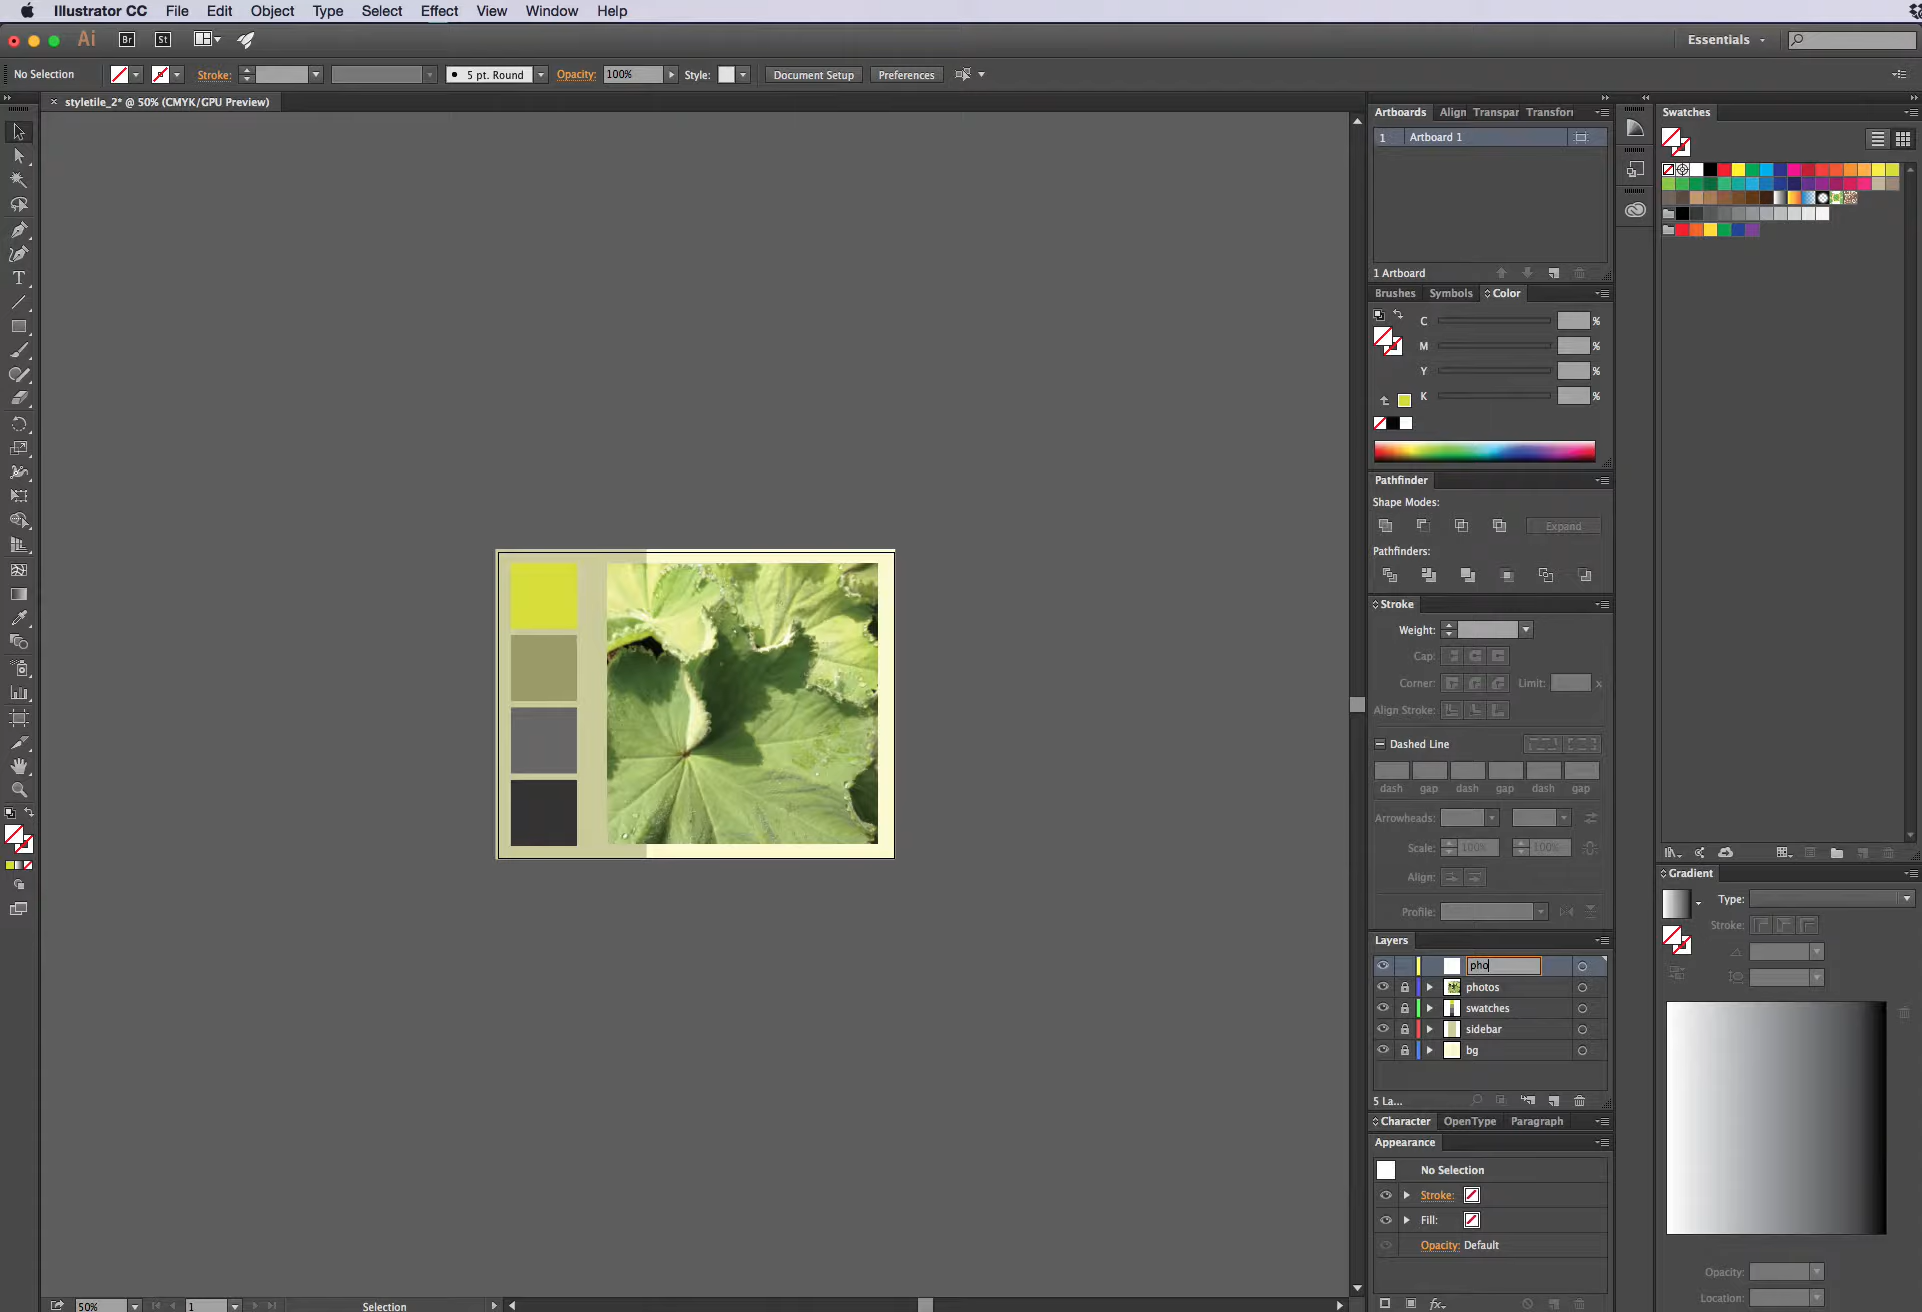 Illustrator CC File Edit Object Type Select Effect View Window Help
Ai Br St Essentials
No Selection Stroke: 5 pt. Round Opacity: 100% Style: Document Setup Preferences
× styletile_2* @ 50% (CMYK/GPU Preview)
Artboards Align Transpar Transforn
1 Artboard 1
1 Artboard
Brushes Symbols Color
C %
M %
Y %
K %
Pathfinder
Shape Modes:
Expand
Pathfinders:
Stroke
Weight:
Cap:
Corner: Limit: x
Align Stroke:
Dashed Line
dash gap dash gap dash gap
Arrowheads:
Scale: 100% 100%
Align:
Profile:
Layers
pho
photos
swatches
sidebar
bg
5 La...
Character OpenType Paragraph
Appearance
No Selection
Stroke:
Fill:
Opacity: Default
fx
Swatches
Gradient
Type:
Stroke:
Opacity:
Location:
50% 1 Selection